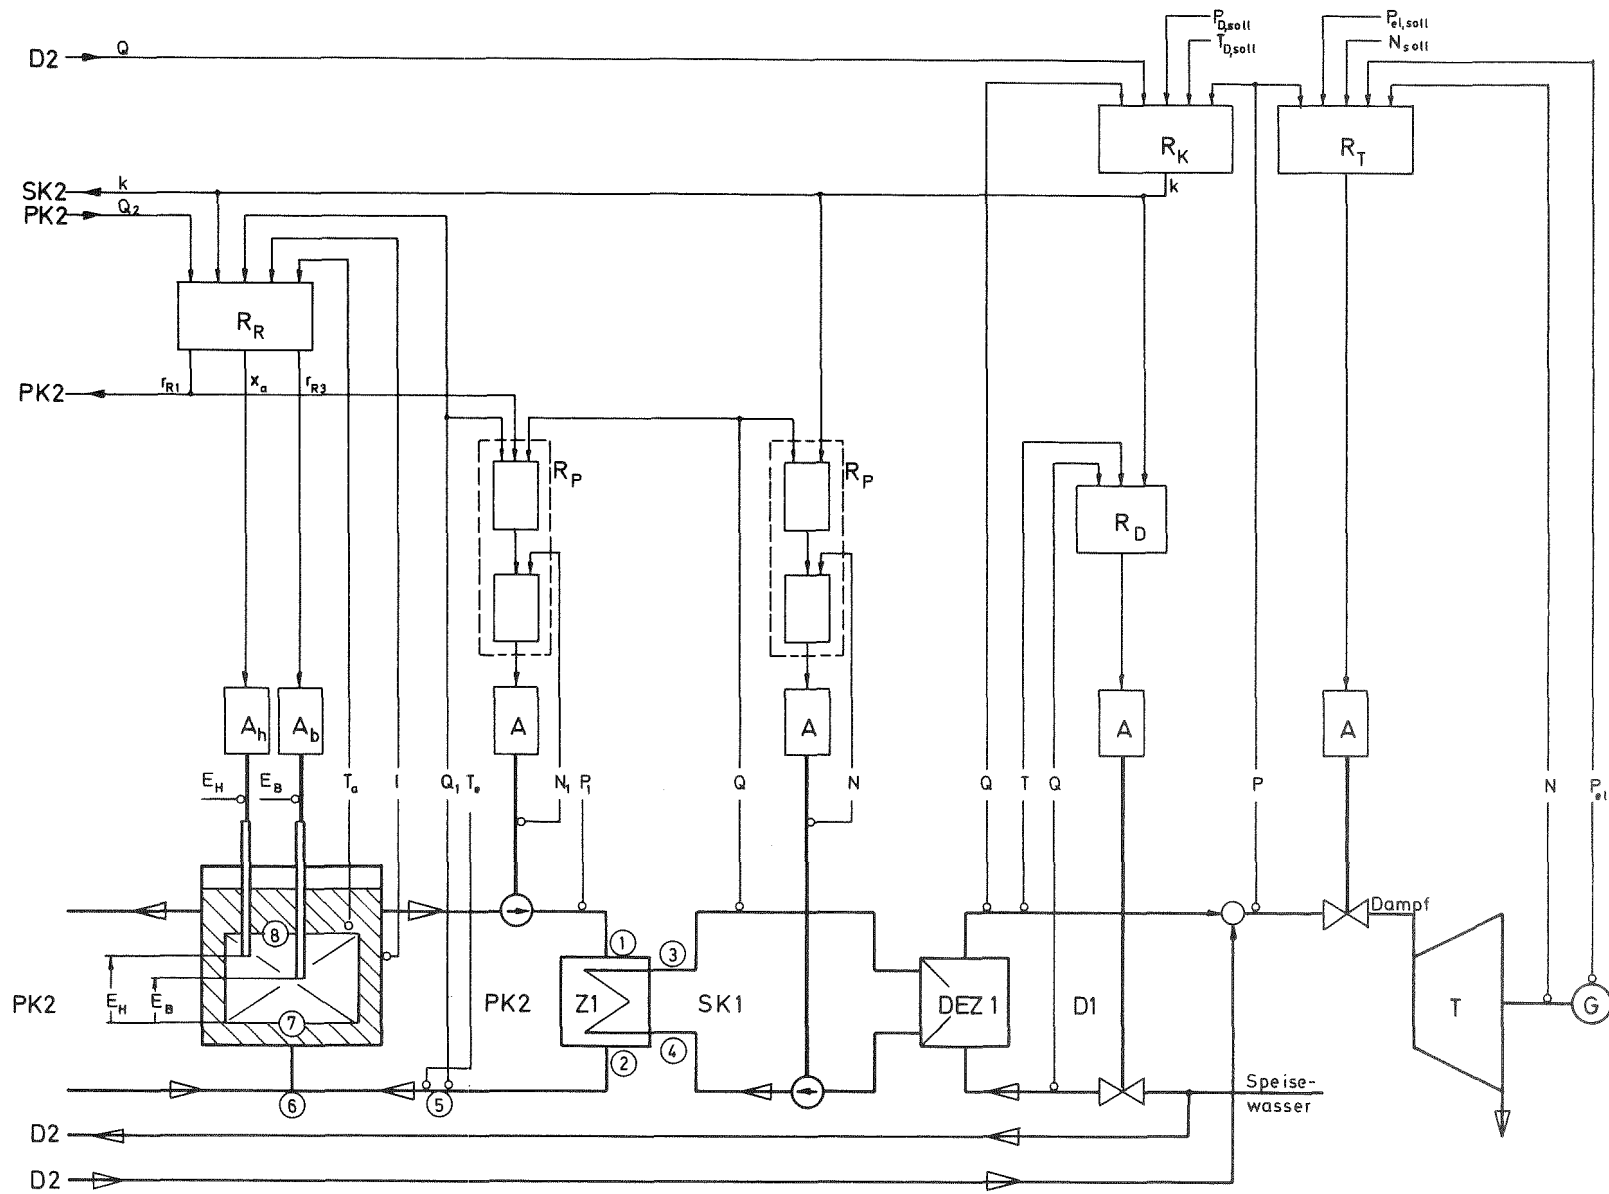 P_D,soll
P_el,soll
T_D,soll
N_soll
D2
Q
R_K
R_T
SK2
k
k
PK2
Q_2
R_R
PK2
r_R1
x_a
r_R3
R_P
R_P
R_D
A_h
A_b
A
A
A
A
E_H
E_B
T_a
I
Q_1
T_e
N_1
P_1
Q
N
Q
T
Q
P
N
P_el
Dampf
8
1
3
PK2
E_H
E_B
PK2
Z1
SK1
DEZ 1
D1
T
G
7
2
4
6
5
Speise-
wasser
D2
D2